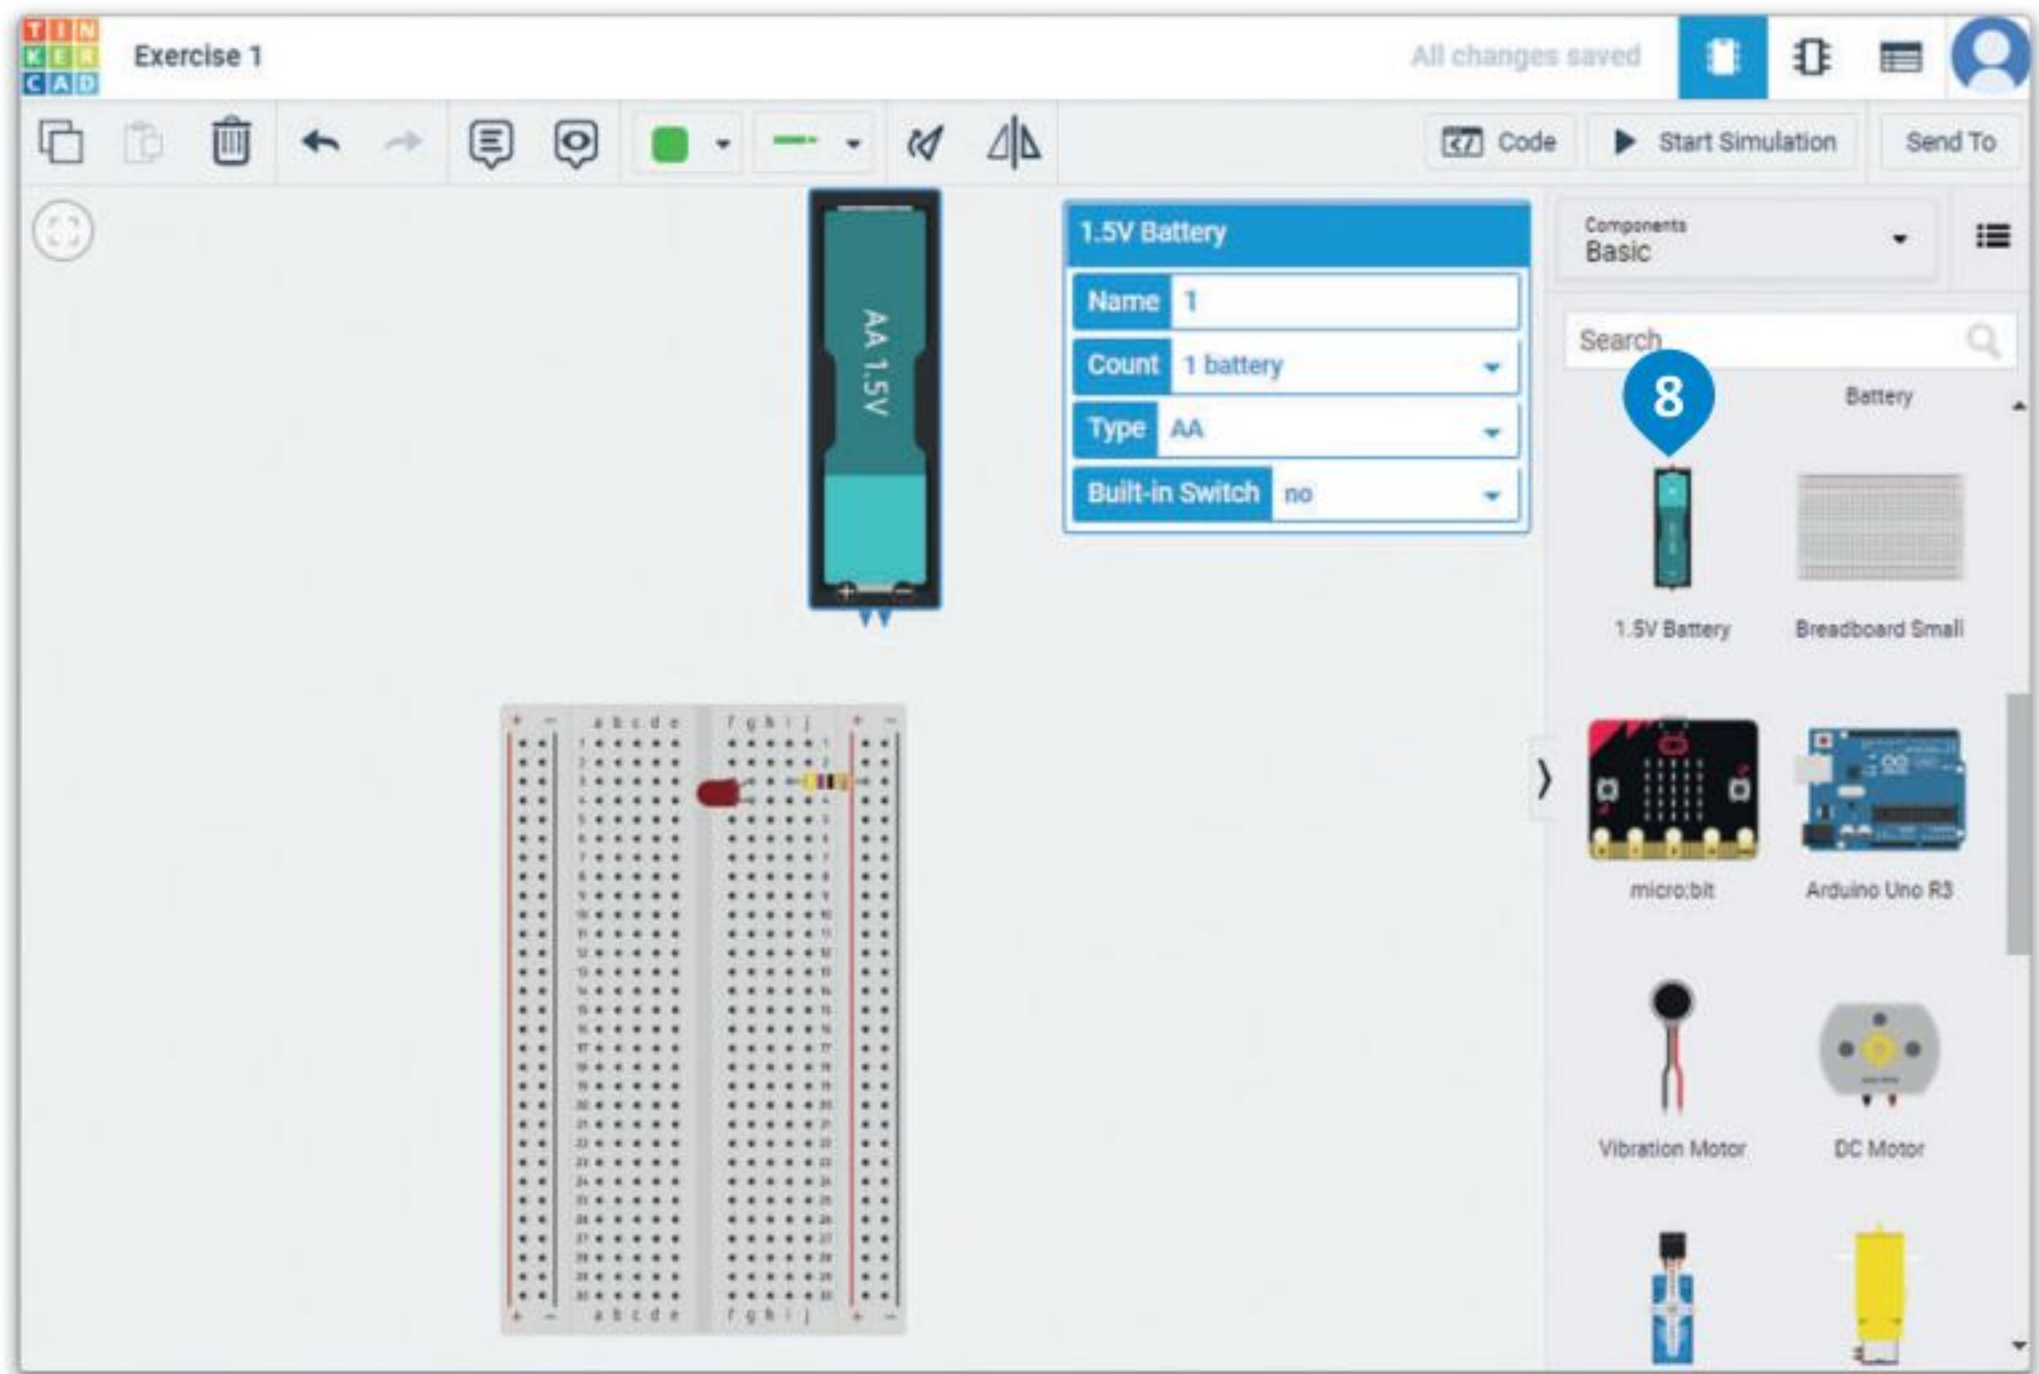 TIN
KER
CAD
Exercise 1
All changes saved
Code
Start Simulation
Send To
AA 1.5V
+ −
1.5V Battery
Name 1
Count 1 battery
Type AA
Built-in Switch no
Components
Basic
Search
8
Battery
1.5V Battery
Breadboard Small
micro:bit
Arduino Uno R3
Vibration Motor
DC Motor
+ − a b c d e f g h i j + −
+ − a b c d e f g h i j + −